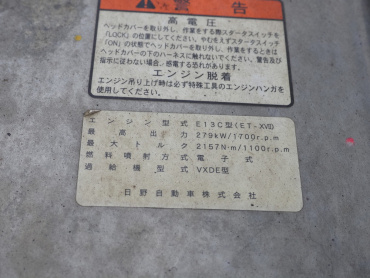 警告
高電圧
ヘッドカバーを取り外し、作業をする際スタータスイッチを
「LOCK」の位置にしてください。やむをえずスタータスイッチ
「ON」の状態でヘッドカバーを取外す、作業をするときは
ヘッドカバーの下のハーネスに触れないでください。警告及び
指示に従わない場合、感電する恐れがあります。
エンジン脱着
エンジン吊り上げ時は必ず特殊工具のエンジンハンガを
使用してください。
エンジン型式 E13C型(ET-XVII)
最高出力 279kW/1700r.p.m
最大トルク 2157N·m/1100r.p.m
燃料噴射方式 電子式
過給機型式 VXDE型
日野自動車株式会社